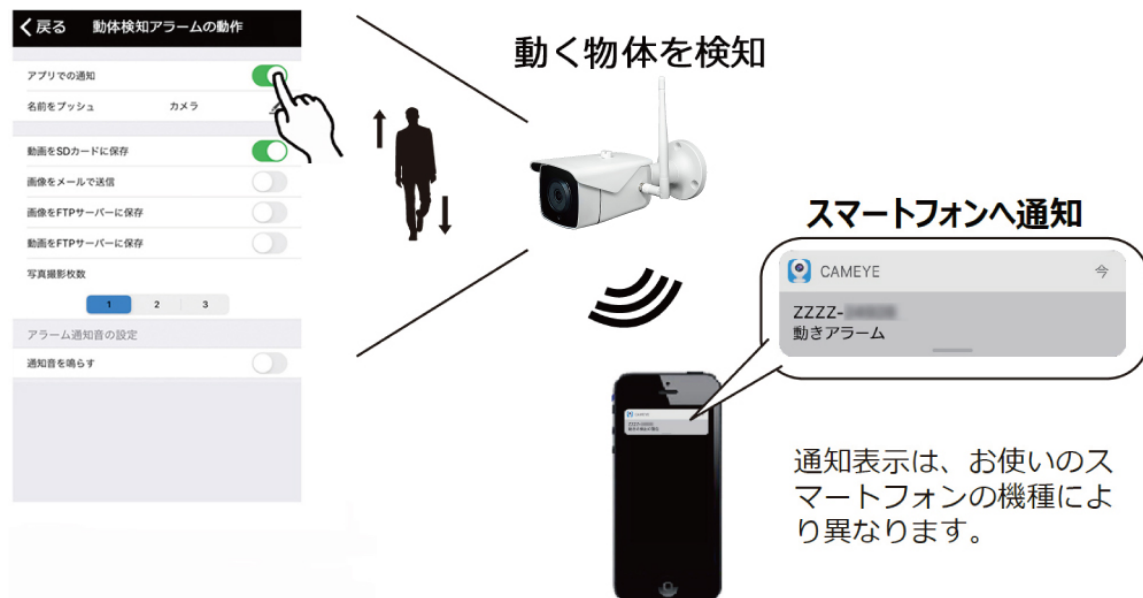 戻る 動体検知アラームの動作
アプリでの通知
名前をプッシュ カメラ
動画をSDカードに保存
画像をメールで送信
画像をFTPサーバーに保存
動画をFTPサーバーに保存
写真撮影枚数
1 2 3
アラーム通知音の設定
通知音を鳴らす
動く物体を検知
スマートフォンへ通知
CAMEYE 今
ZZZZ-
動きアラーム
CAMEYE
通知表示は、お使いのス
マートフォンの機種によ
り異なります。